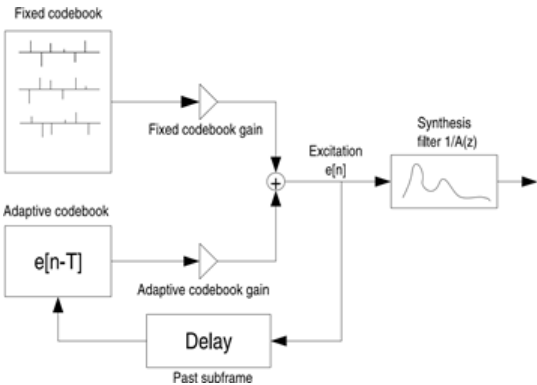 Fixed codebook
Fixed codebook gain
Synthesis
filter 1/A(z)
Excitation
e[n]
+
Adaptive codebook
e[n-T]
Adaptive codebook gain
Delay
Past subframe